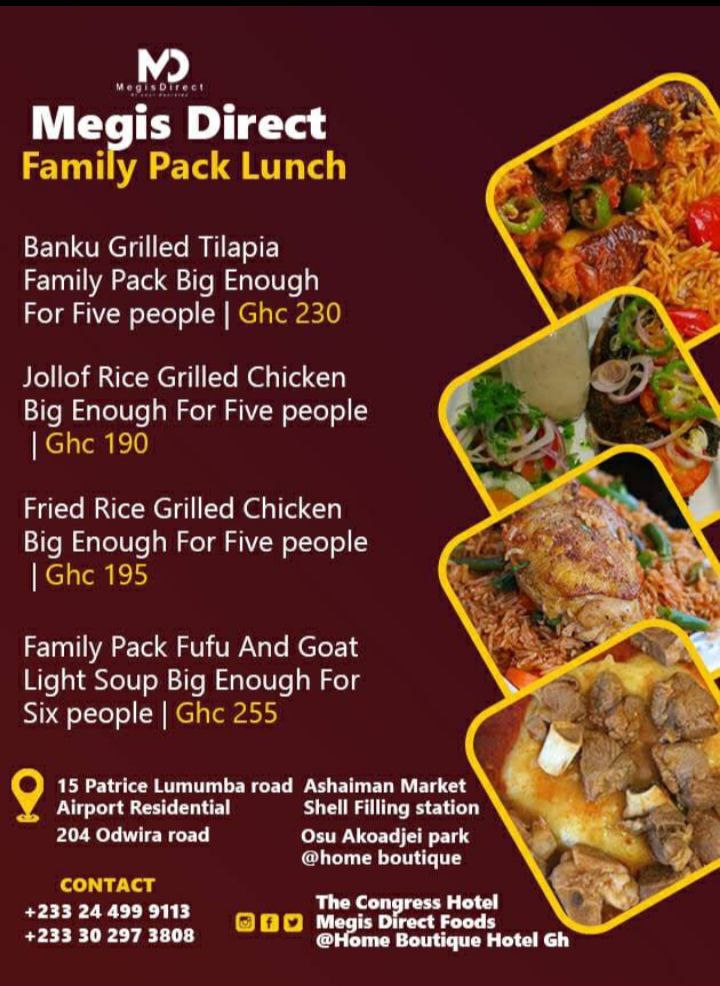 MD
MegisDirect
Megis Direct
Family Pack Lunch
Banku Grilled Tilapia
Family Pack Big Enough
For Five people | Ghc 230
Jollof Rice Grilled Chicken
Big Enough For Five people
| Ghc 190
Fried Rice Grilled Chicken
Big Enough For Five people
| Ghc 195
Family Pack Fufu And Goat
Light Soup Big Enough For
Six people | Ghc 255
15 Patrice Lumumba road
Airport Residential
204 Odwira road
Ashaiman Market
Shell Filling station
Osu Akoadjei park
@home boutique
CONTACT
+233 24 499 9113
+233 30 297 3808
The Congress Hotel
Megis Direct Foods
@Home Boutique Hotel Gh